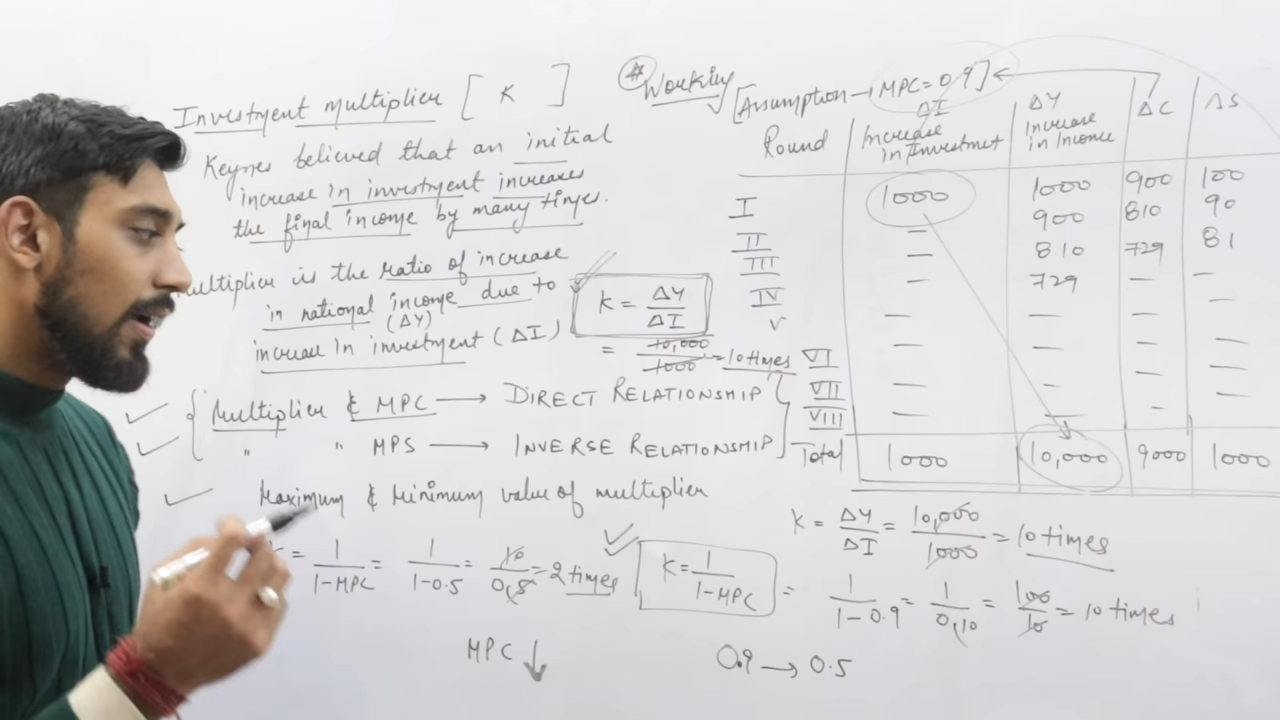 Investment multiplier [ K ]
Keynes believed that an initial
increase in investment increases
the final income by many times.
Multiplier is the ratio of increase
in national income due to
(ΔY)
increase in investment (ΔI)
K = ΔY / ΔI
= 10,000 / 1000 = 10 times
Multiplier & MPC → DIRECT RELATIONSHIP
" " MPS → INVERSE RELATIONSHIP
Maximum & Minimum value of multiplier
= 1 / 1-MPC = 1 / 1-0.5 = 10 / 0.5 = 2 times
MPC ↓
# Working
[Assumption → MPC = 0.9]
Round
ΔI Increase in Investment
ΔY Increase in Income
ΔC
ΔS
I 1000 1000 900 100
II — 900 810 90
III — 810 729 81
IV — 729 — —
V — — — —
VI — — — —
VII — — — —
VIII — — —
Total 1000 10,000 9000 1000
K = ΔY / ΔI = 10,000 / 1000 = 10 times
K = 1 / 1-MPC = 1 / 1-0.9 = 1 / 0.10 = 100 / 10 = 10 times
0.9 → 0.5